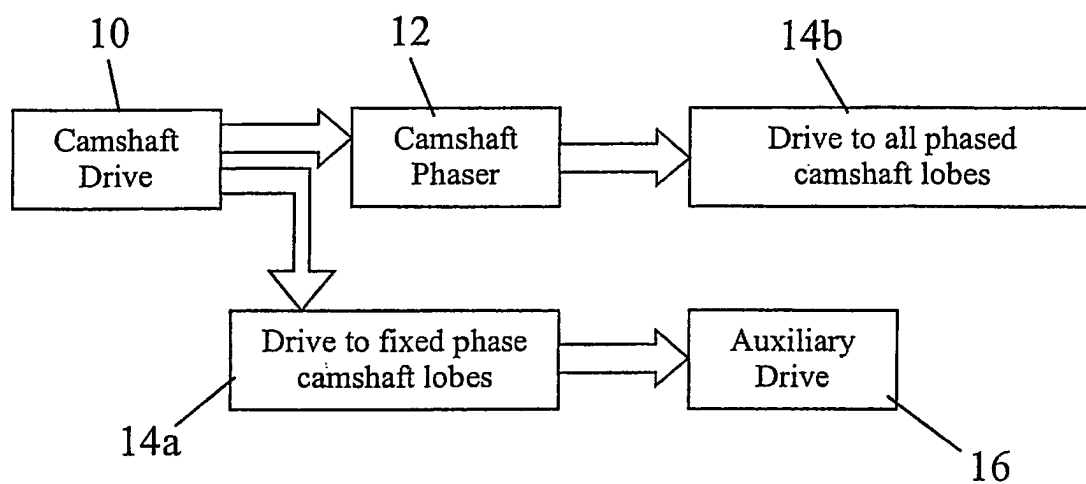 10
12
14b
Camshaft
Drive
Camshaft
Phaser
Drive to all phased
camshaft lobes
Drive to fixed phase
camshaft lobes
Auxiliary
Drive
14a
16